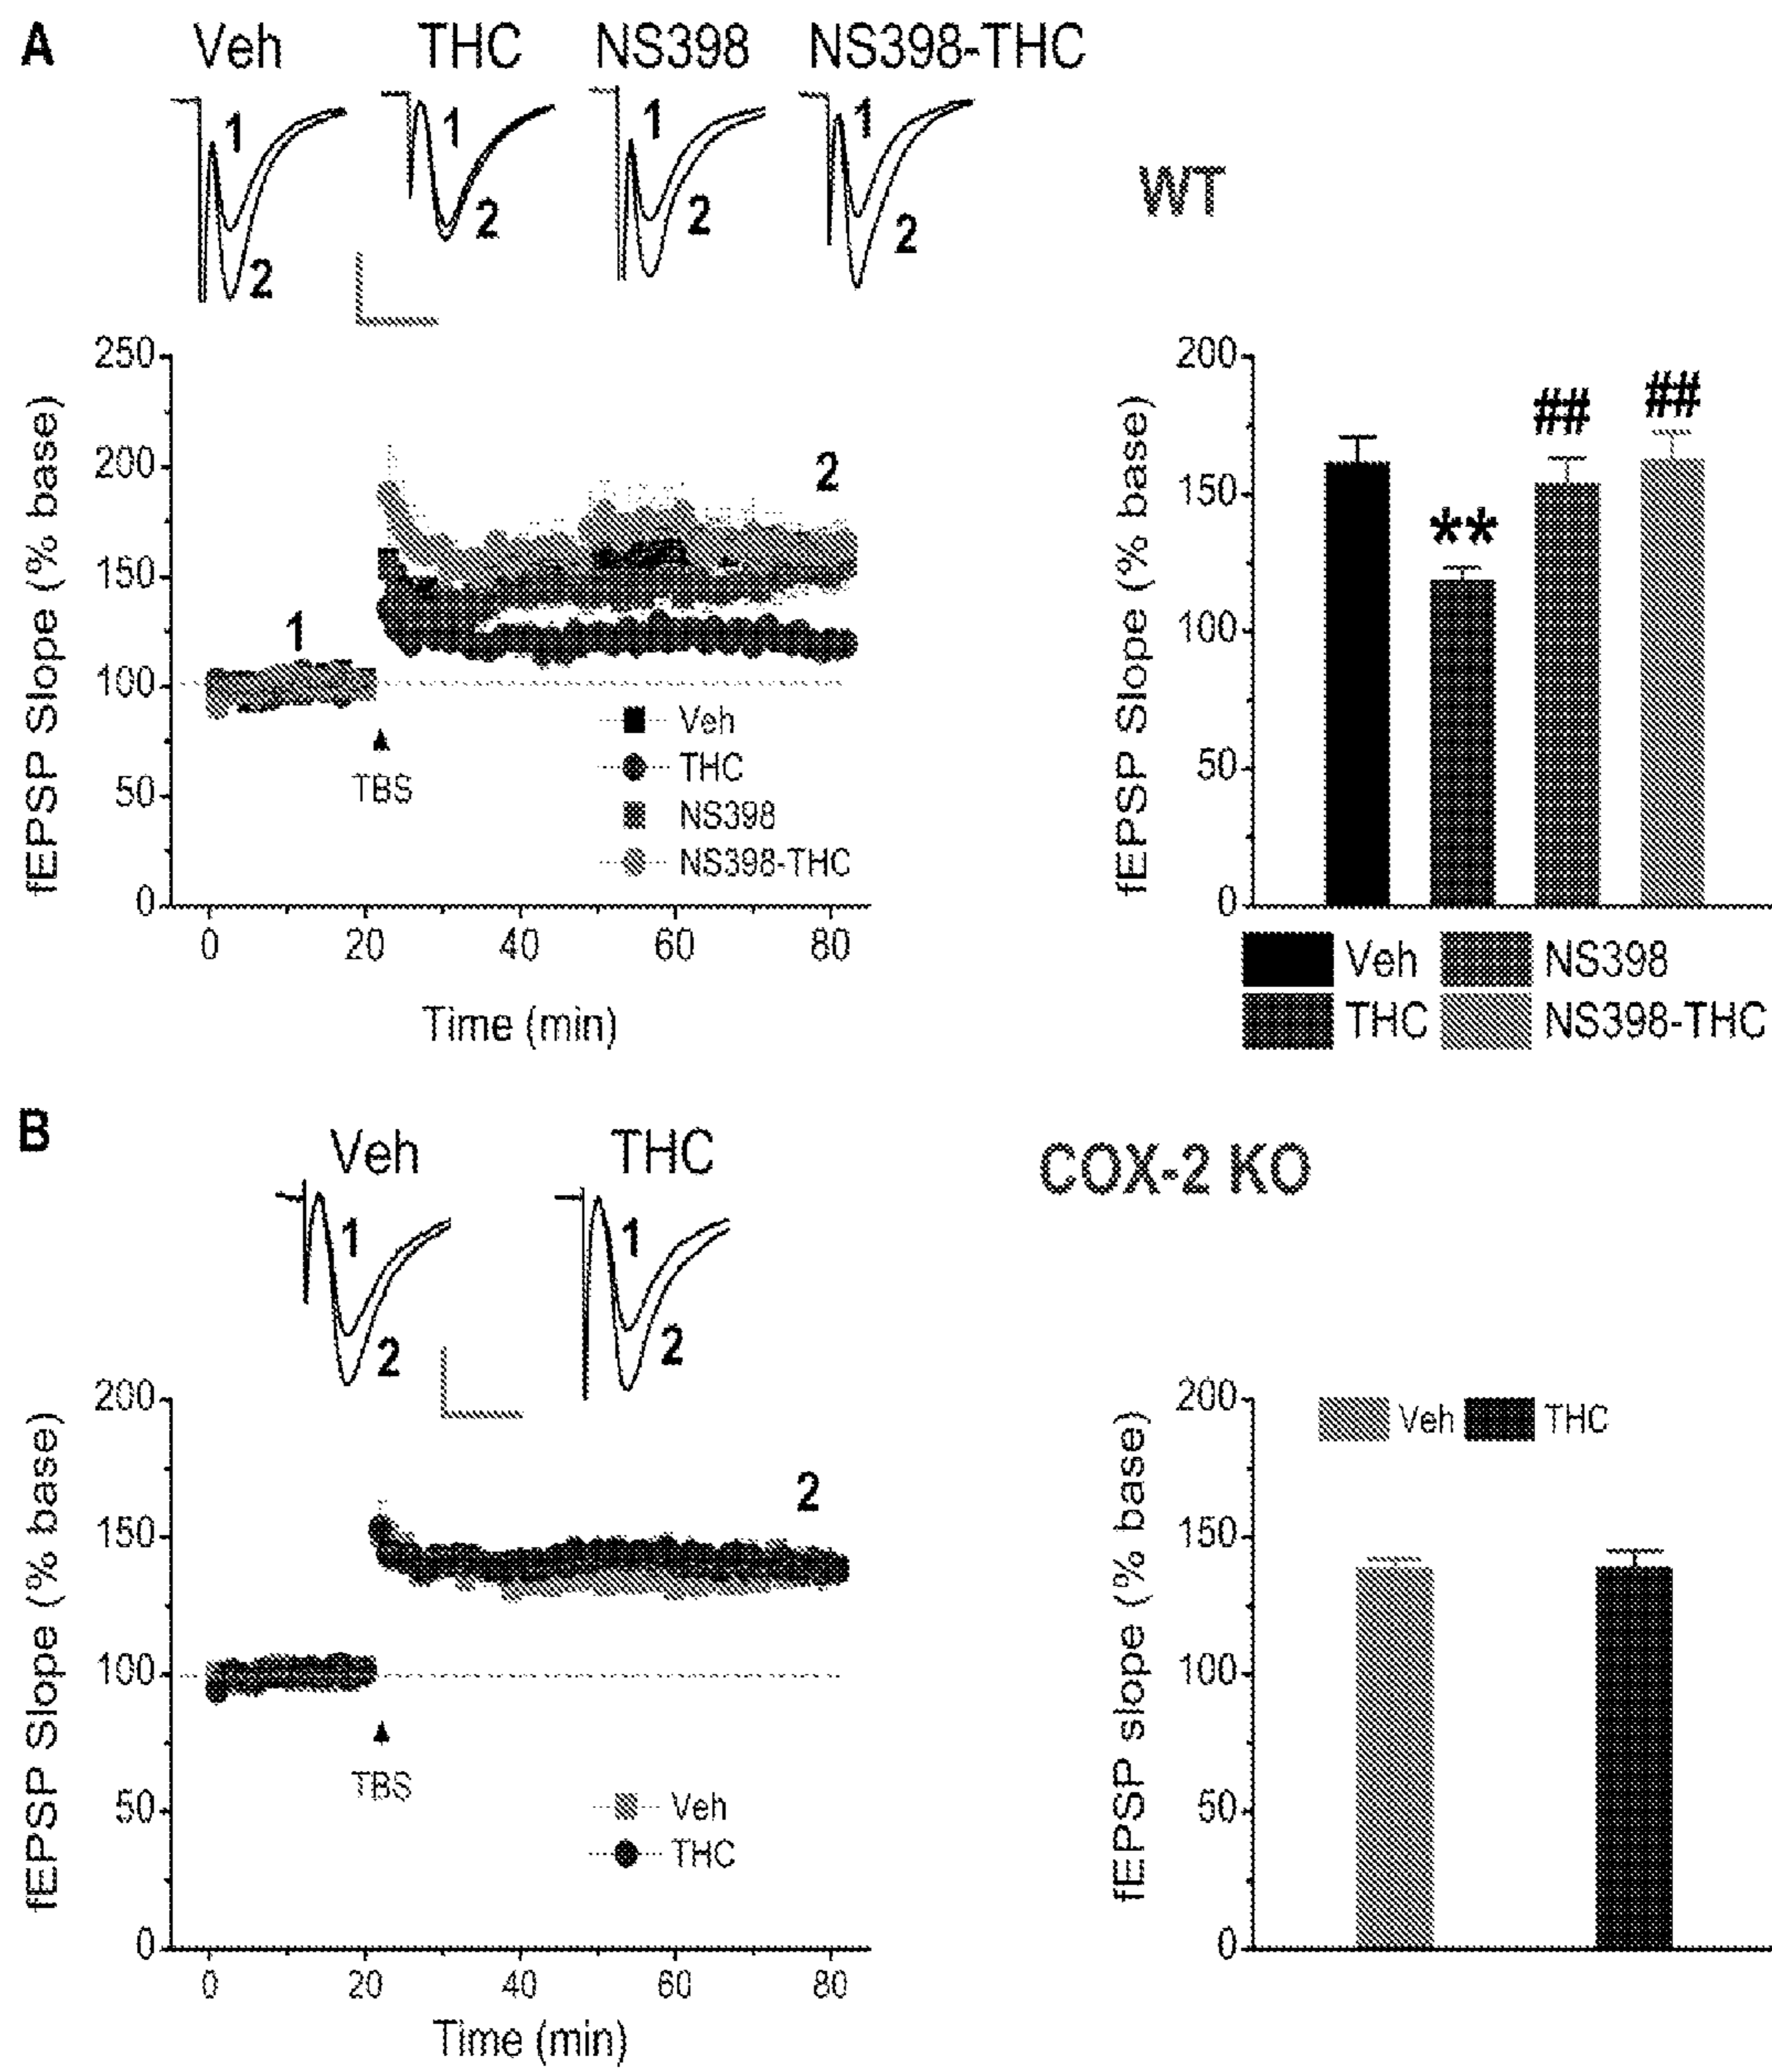 A
Veh THC NS398 NS398-THC
1 1 1 1
2 2 2 2
WT
fEPSP Slope (% base)
250
200
150
100
50
0
1
2
TBS
Veh
THC
NS398
NS398-THC
0 20 40 60 80
Time (min)
fEPSP Slope (% base)
200
150
100
50
0
**
##
##
Veh NS398
THC NS398-THC
B
Veh THC
1 1
2 2
COX-2 KO
fEPSP Slope (% base)
200
150
100
50
0
2
TBS
Veh
THC
0 20 40 60 80
Time (min)
fEPSP slope (% base)
200
150
100
50
0
Veh THC